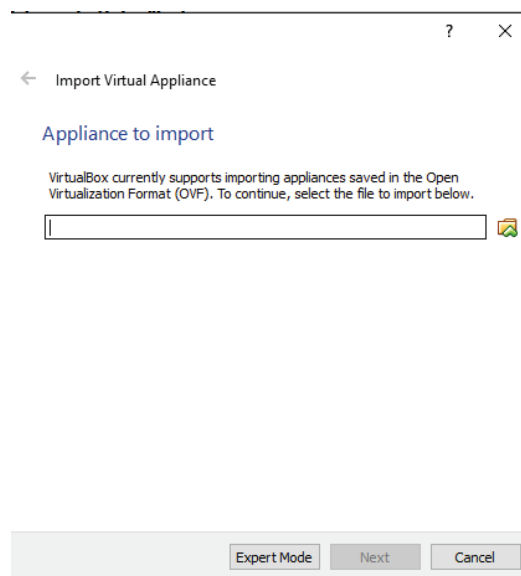 ?
Import Virtual Appliance
Appliance to import
VirtualBox currently supports importing appliances saved in the Open
Virtualization Format (OVF). To continue, select the file to import below.
Expert Mode Next Cancel